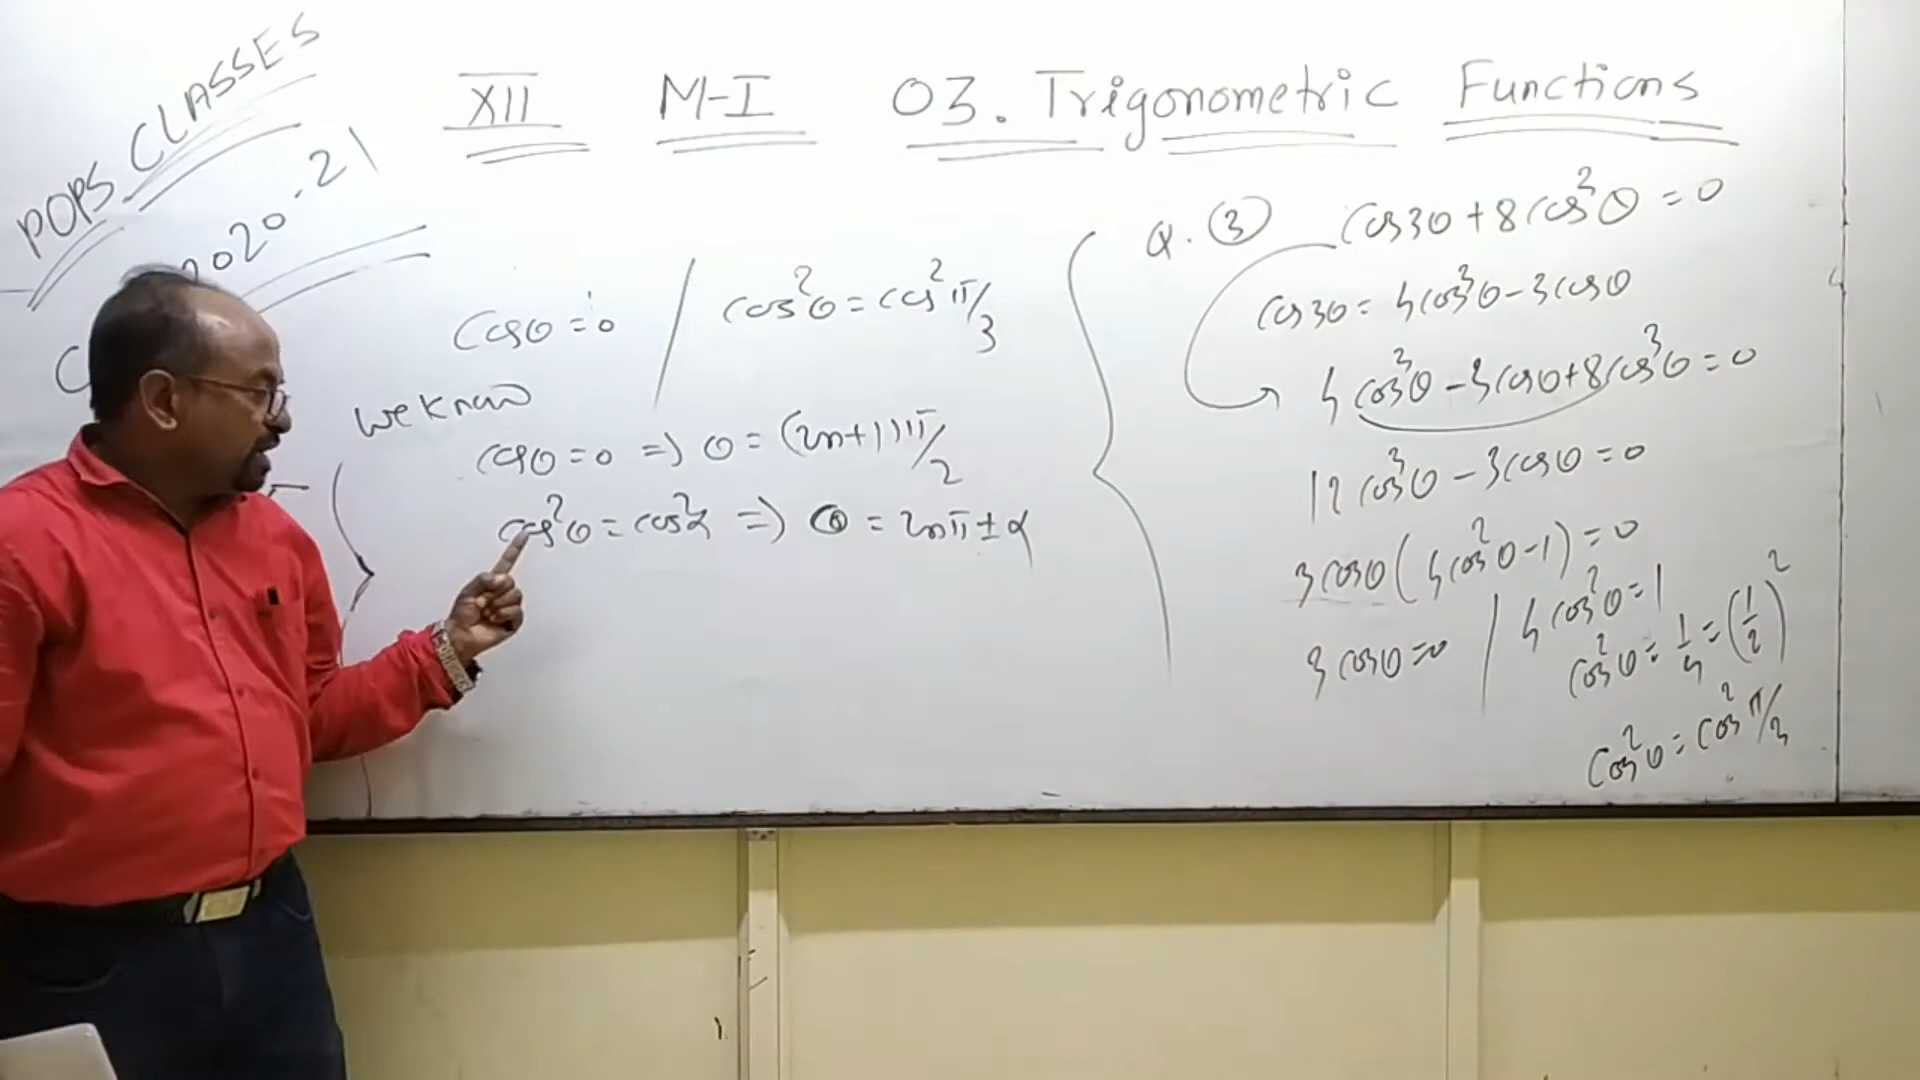 POPS CLASSES
2020-21
XII M-I 03. Trigonometric Functions
cosθ = 0 / cos²θ = cos² π/3
We know
cosθ = 0 ⇒ θ = (2n+1)π/2
cos²θ = cos²α ⇒ θ = 2nπ ± α
Q. ③ cos3θ + 8cos³θ = 0
cos3θ = 4cos³θ - 3cosθ
4cos³θ - 3cosθ + 8cos³θ = 0
12cos³θ - 3cosθ = 0
3cosθ(4cos²θ - 1) = 0
3cosθ = 0 / 4cos²θ = 1
cos²θ = 1/4 = (1/2)²
cos²θ = cos² π/3